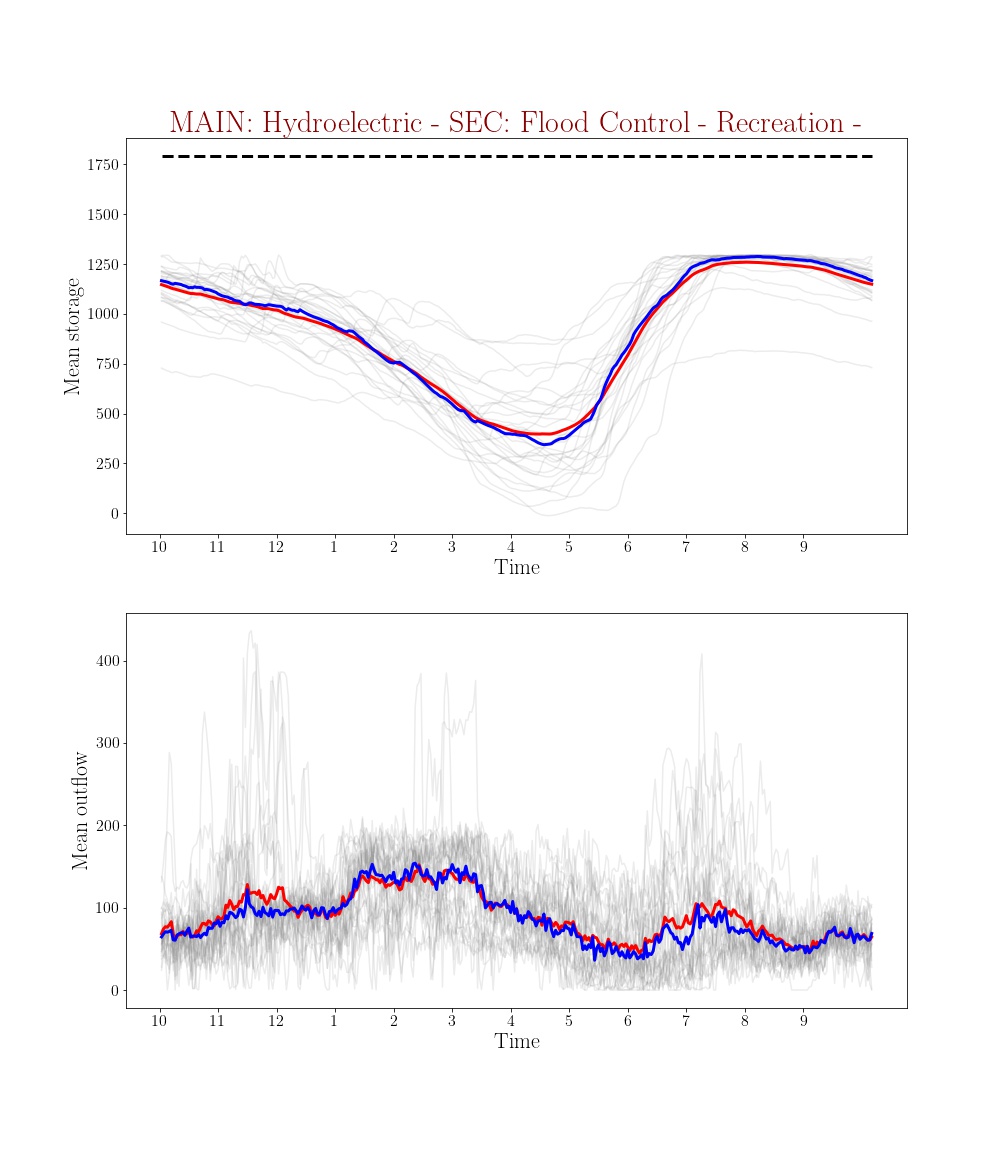 MAIN: Hydroelectric - SEC: Flood Control - Recreation -
1750
1500
1250
1000
750
500
250
0
Mean storage
10 11 12 1 2 3 4 5 6 7 8 9
Time
400
300
200
100
0
Mean outflow
10 11 12 1 2 3 4 5 6 7 8 9
Time